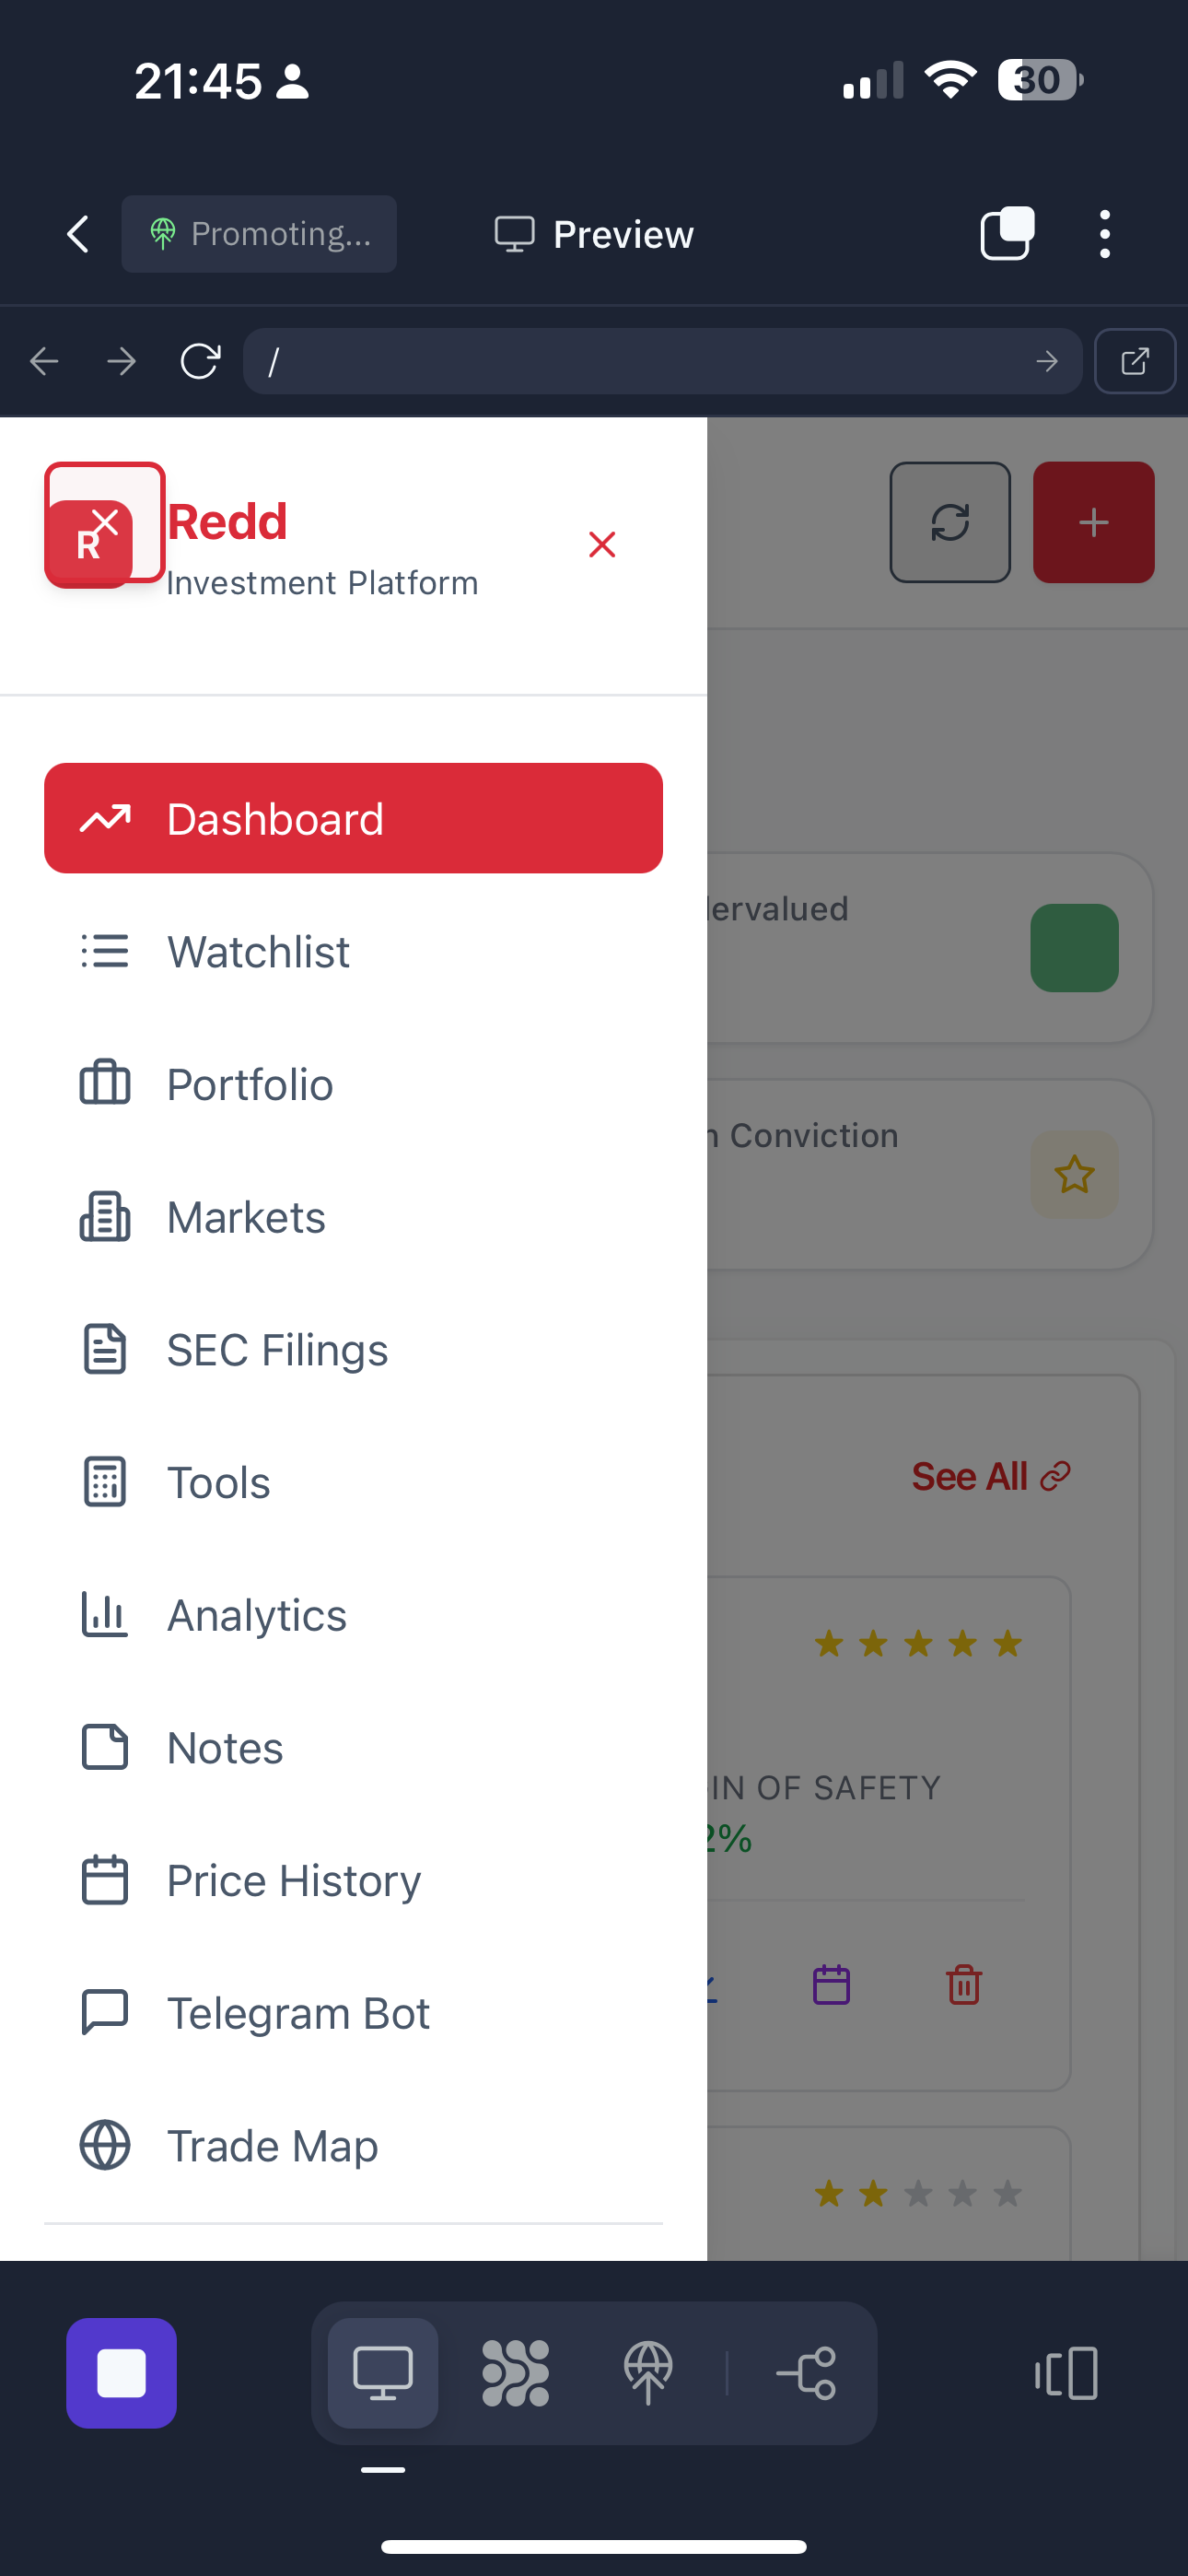 21:45
30
Promoting...
Preview
/
R
Redd
Investment Platform
Dashboard
Watchlist
Portfolio
Markets
SEC Filings
Tools
Analytics
Notes
Price History
Telegram Bot
Trade Map
ervalued
Conviction
See All
IN OF SAFETY
2%